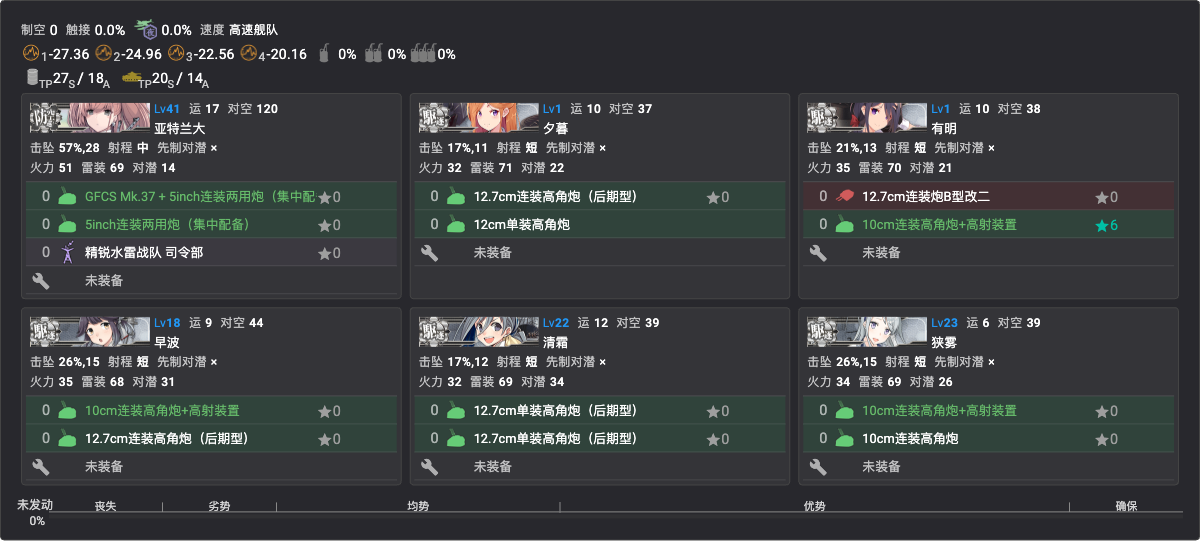 制空 0 触接 0.0% 夜 0.0% 速度 高速舰队
1-27.36 2-24.96 3-22.56 4-20.16 0% 0% 0%
TP27S/ 18A TP20S/ 14A
防空 Lv41 运 17 对空 120
亚特兰大
击坠 57%,28 射程 中 先制对潜 ×
火力 51 雷装 69 对潜 14
0 GFCS Mk.37 + 5inch连装两用炮（集中配 ★0
0 5inch连装两用炮（集中配备） ★0
0 精锐水雷战队 司令部 ★0
未装备
駆逐 Lv1 运 10 对空 37
夕暮
击坠 17%,11 射程 短 先制对潜 ×
火力 32 雷装 71 对潜 22
0 12.7cm连装高角炮（后期型） ★0
0 12cm单装高角炮
未装备
駆逐 Lv1 运 10 对空 38
有明
击坠 21%,13 射程 短 先制对潜 ×
火力 35 雷装 70 对潜 21
0 12.7cm连装炮B型改二 ★0
0 10cm连装高角炮+高射装置 ★6
未装备
駆逐 Lv18 运 9 对空 44
早波
击坠 26%,15 射程 短 先制对潜 ×
火力 35 雷装 68 对潜 31
0 10cm连装高角炮+高射装置 ★0
0 12.7cm连装高角炮（后期型） ★0
未装备
駆逐 Lv22 运 12 对空 39
清霜
击坠 17%,12 射程 短 先制对潜 ×
火力 32 雷装 69 对潜 34
0 12.7cm单装高角炮（后期型） ★0
0 12.7cm单装高角炮（后期型） ★0
未装备
駆逐 Lv23 运 6 对空 39
狭雾
击坠 26%,15 射程 短 先制对潜 ×
火力 34 雷装 69 对潜 26
0 10cm连装高角炮+高射装置 ★0
0 10cm连装高角炮 ★0
未装备
未发动 丧失 劣势 均势 优势 确保
0%